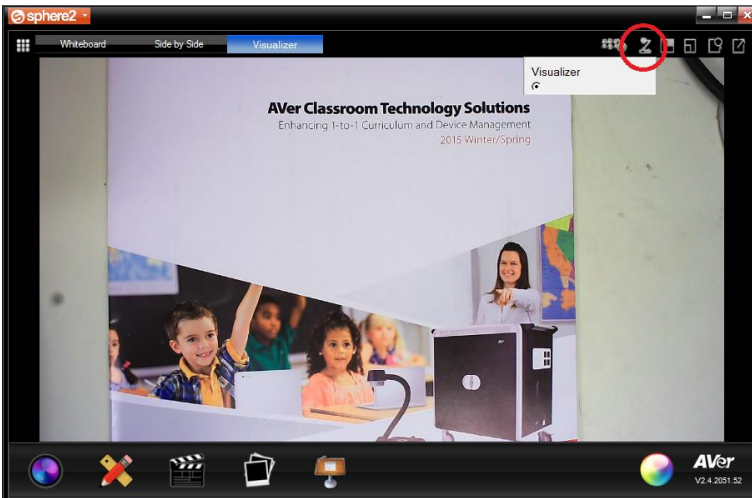 sphere2
Whiteboard
Side by Side
Visualizer
Visualizer
AVer Classroom Technology Solutions
Enhancing 1-to-1 Curriculum and Device Management
2015 Winter/Spring
AVer
V2.4.2051.52